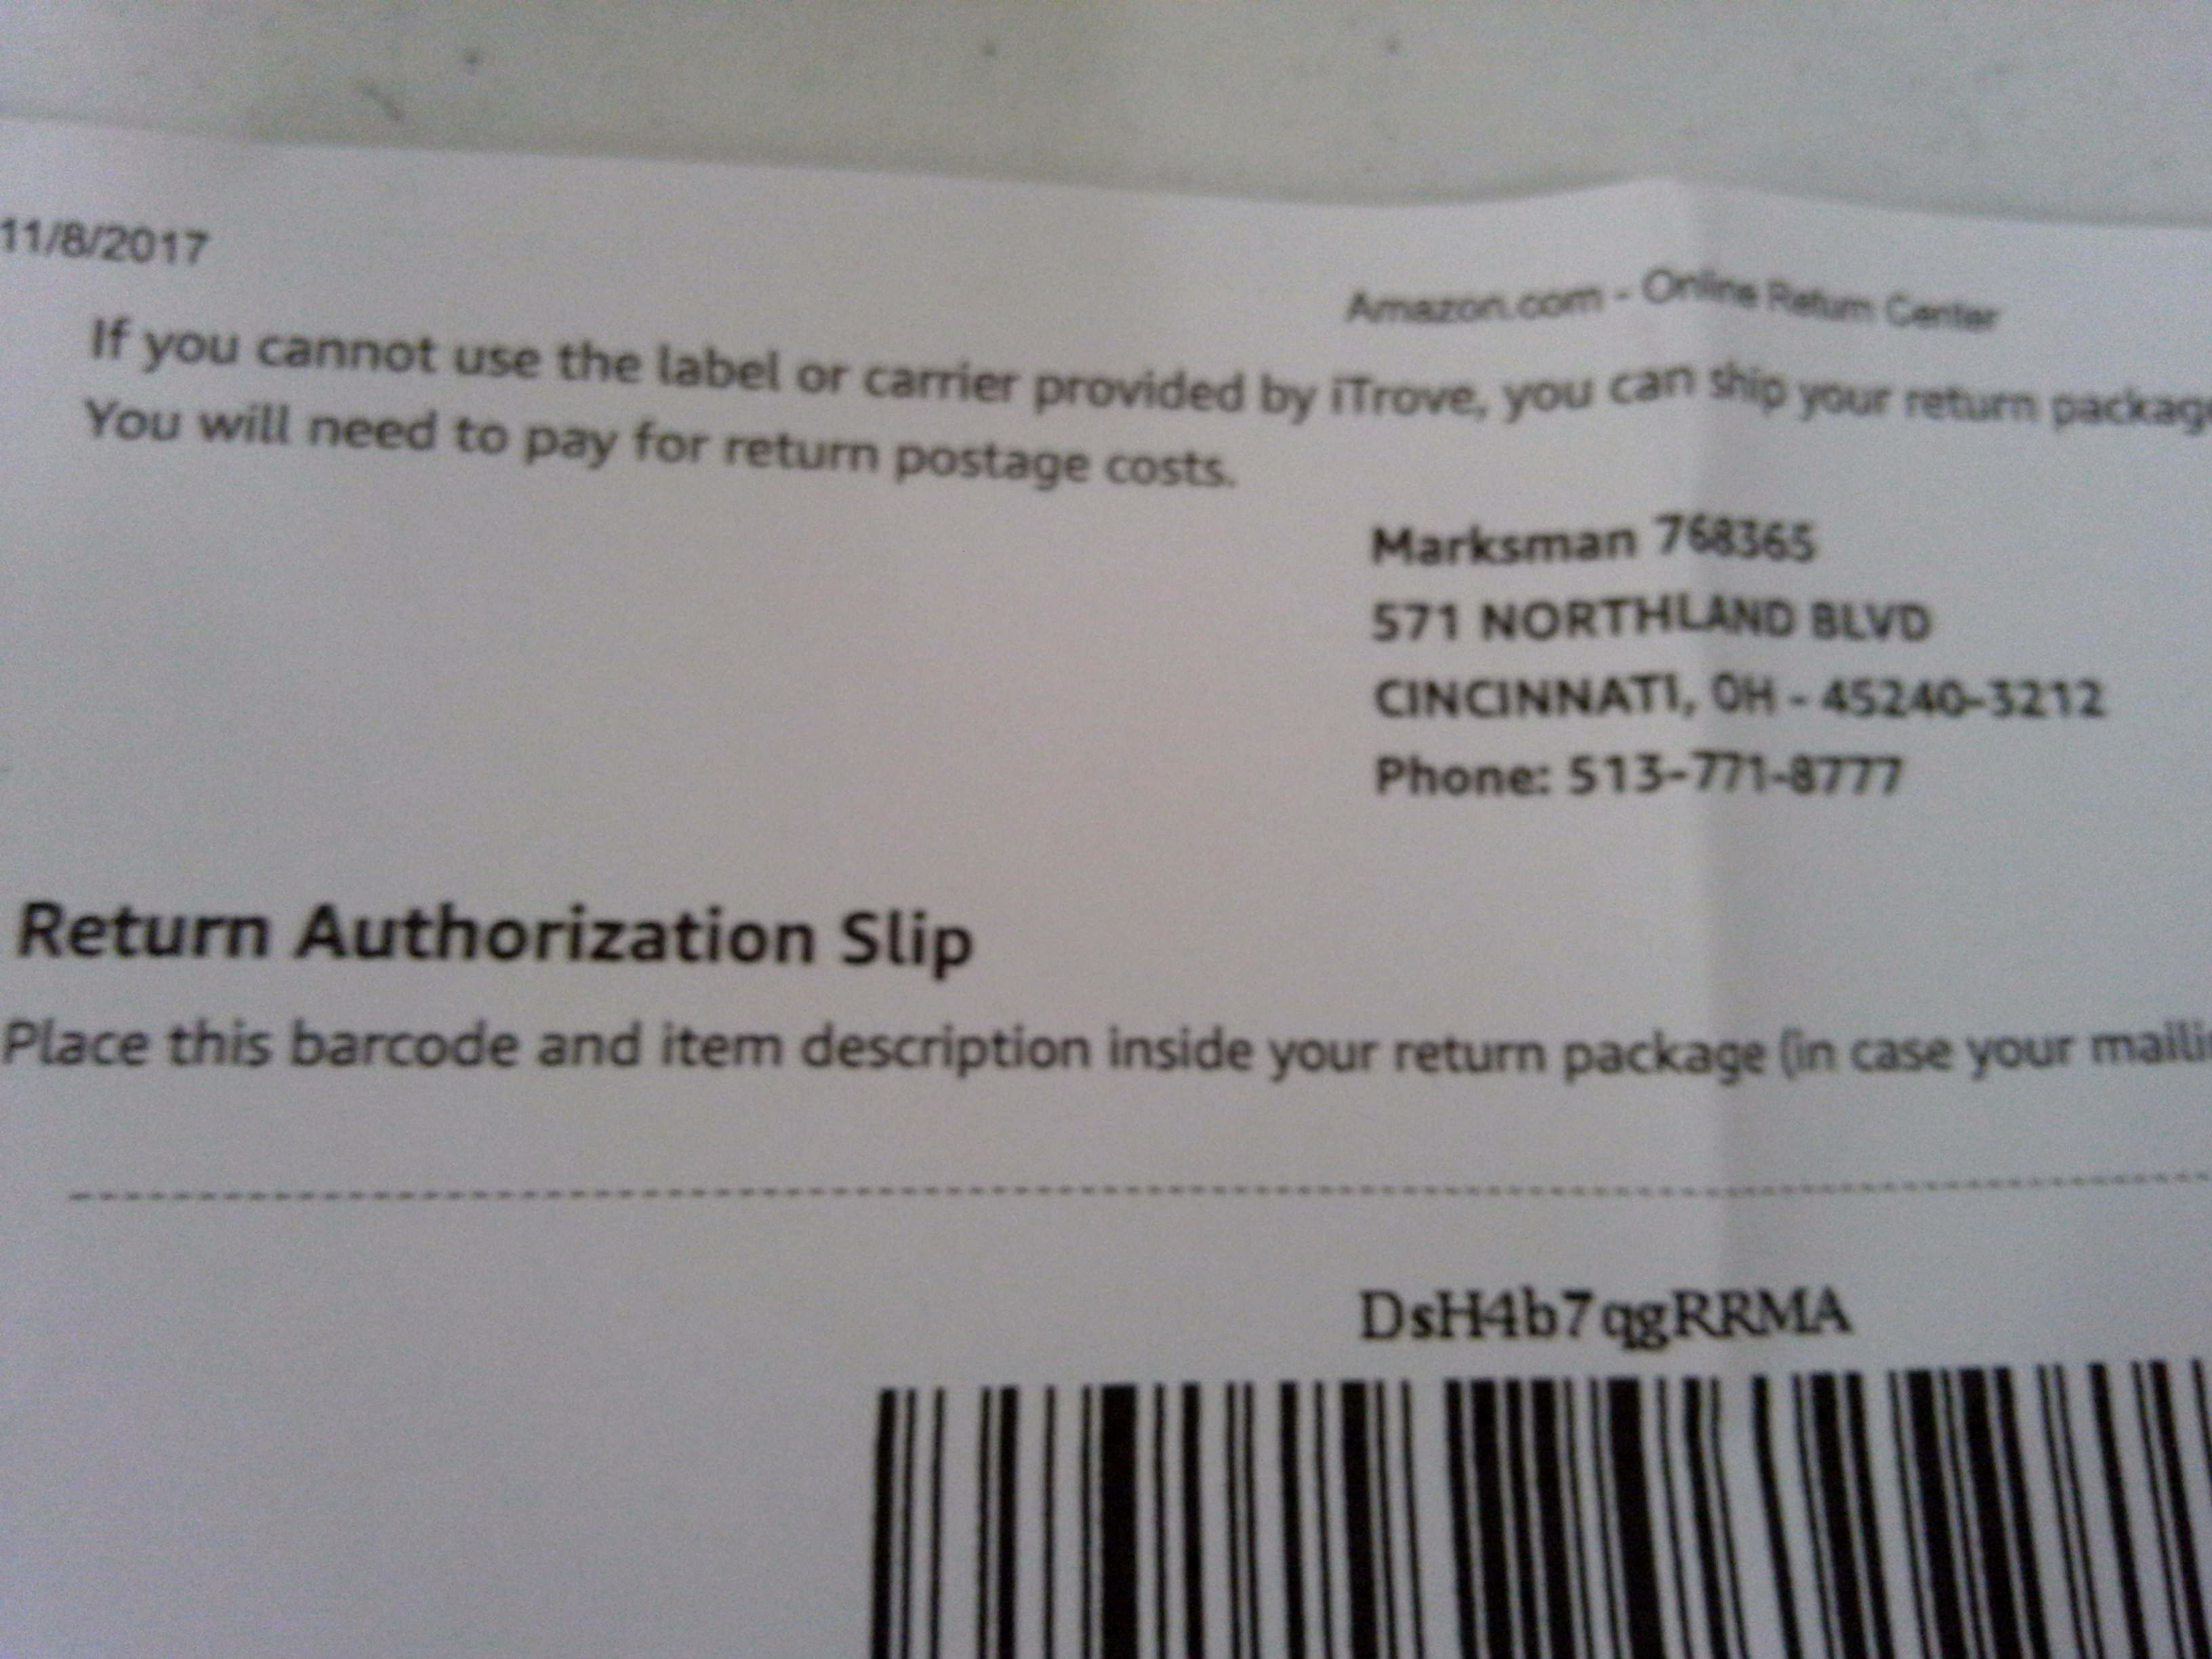 11/8/2017
Amazon.com - Online Return Center
If you cannot use the label or carrier provided by iTrove, you can ship your return packag
You will need to pay for return postage costs.
Marksman 768365
571 NORTHLAND BLVD
CINCINNATI, OH - 45240-3212
Phone: 513-771-8777
Return Authorization Slip
Place this barcode and item description inside your return package (in case your maili
DsH4b7qgRRMA